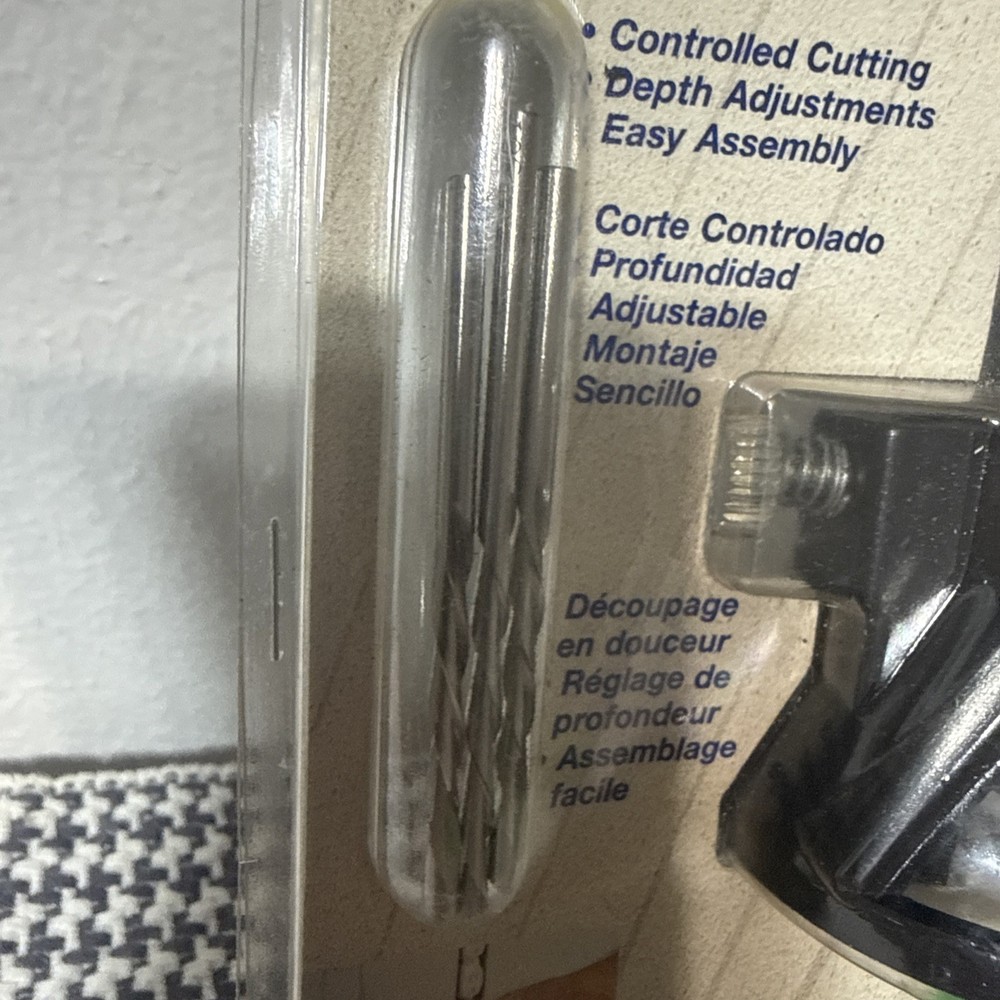 • Controlled Cutting
• Depth Adjustments
Easy Assembly
Corte Controlado
Profundidad
Adjustable
Montaje
Sencillo
Découpage
en douceur
Réglage de
profondeur
Assemblage
facile